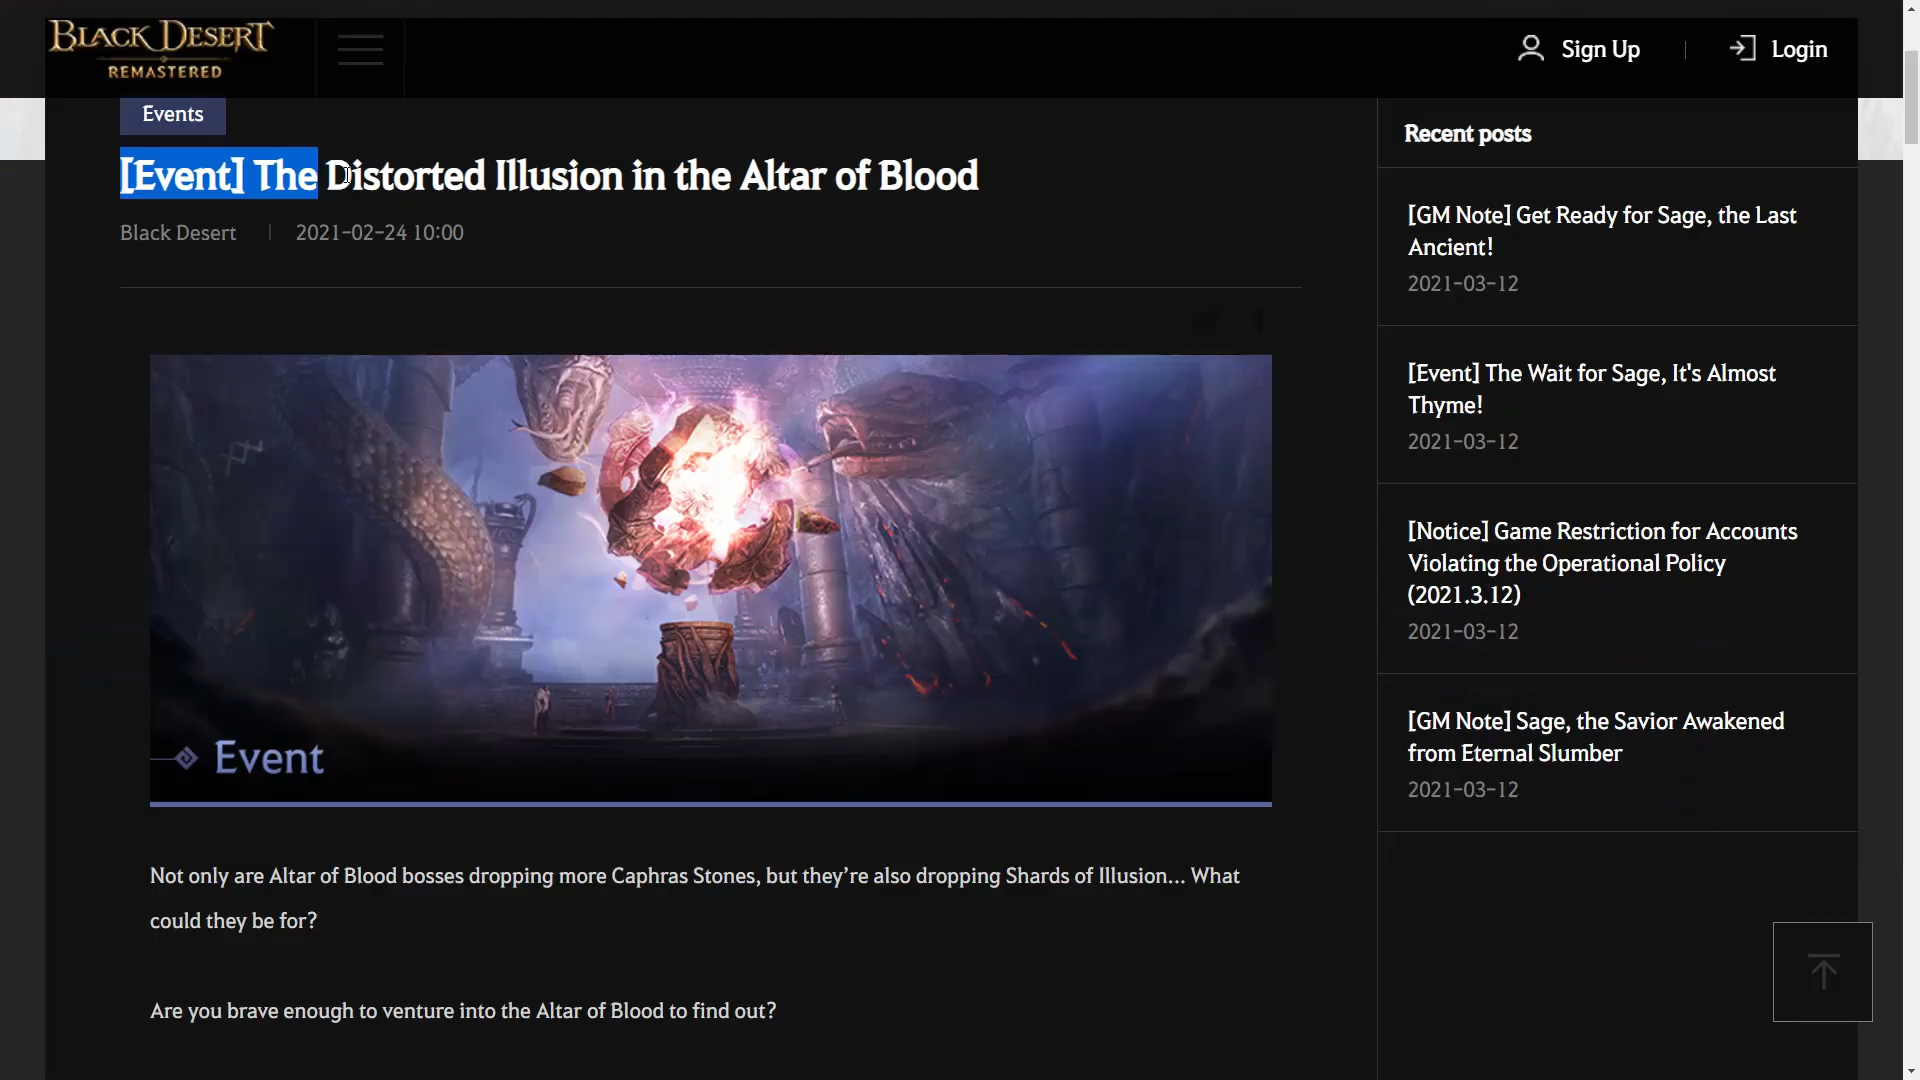 BLACK DESERT
REMASTERED
Sign Up
Login
Events
[Event] The Distorted Illusion in the Altar of Blood
Black Desert
2021-02-24 10:00
Event
Not only are Altar of Blood bosses dropping more Caphras Stones, but they’re also dropping Shards of Illusion... What
could they be for?
Are you brave enough to venture into the Altar of Blood to find out?
Recent posts
[GM Note] Get Ready for Sage, the Last
Ancient!
2021-03-12
[Event] The Wait for Sage, It's Almost
Thyme!
2021-03-12
[Notice] Game Restriction for Accounts
Violating the Operational Policy
(2021.3.12)
2021-03-12
[GM Note] Sage, the Savior Awakened
from Eternal Slumber
2021-03-12